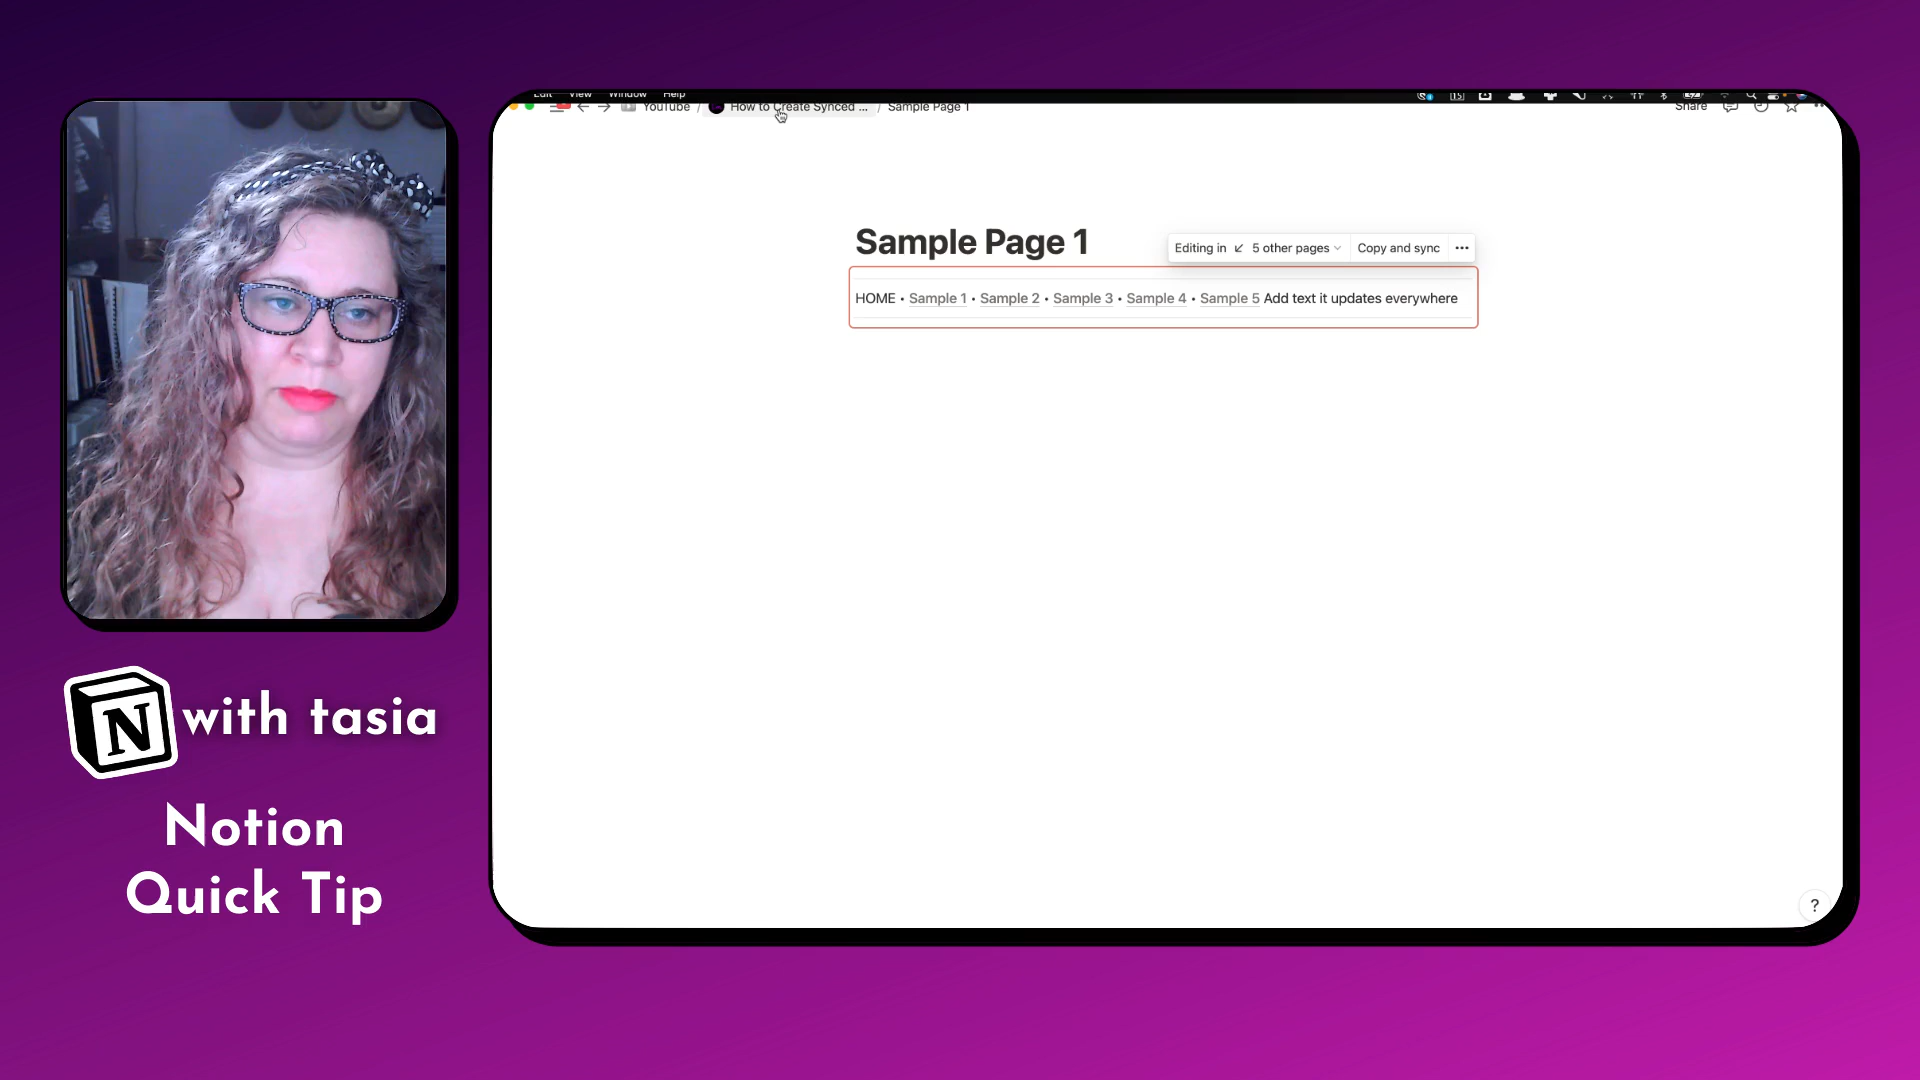 Edit View Window Help
YouTube / How to Create Synced ... / Sample Page 1
Share
Sample Page 1
Editing in 5 other pages Copy and sync
HOME • Sample 1 • Sample 2 • Sample 3 • Sample 4 • Sample 5 Add text it updates everywhere
N with tasia
Notion
Quick Tip
?